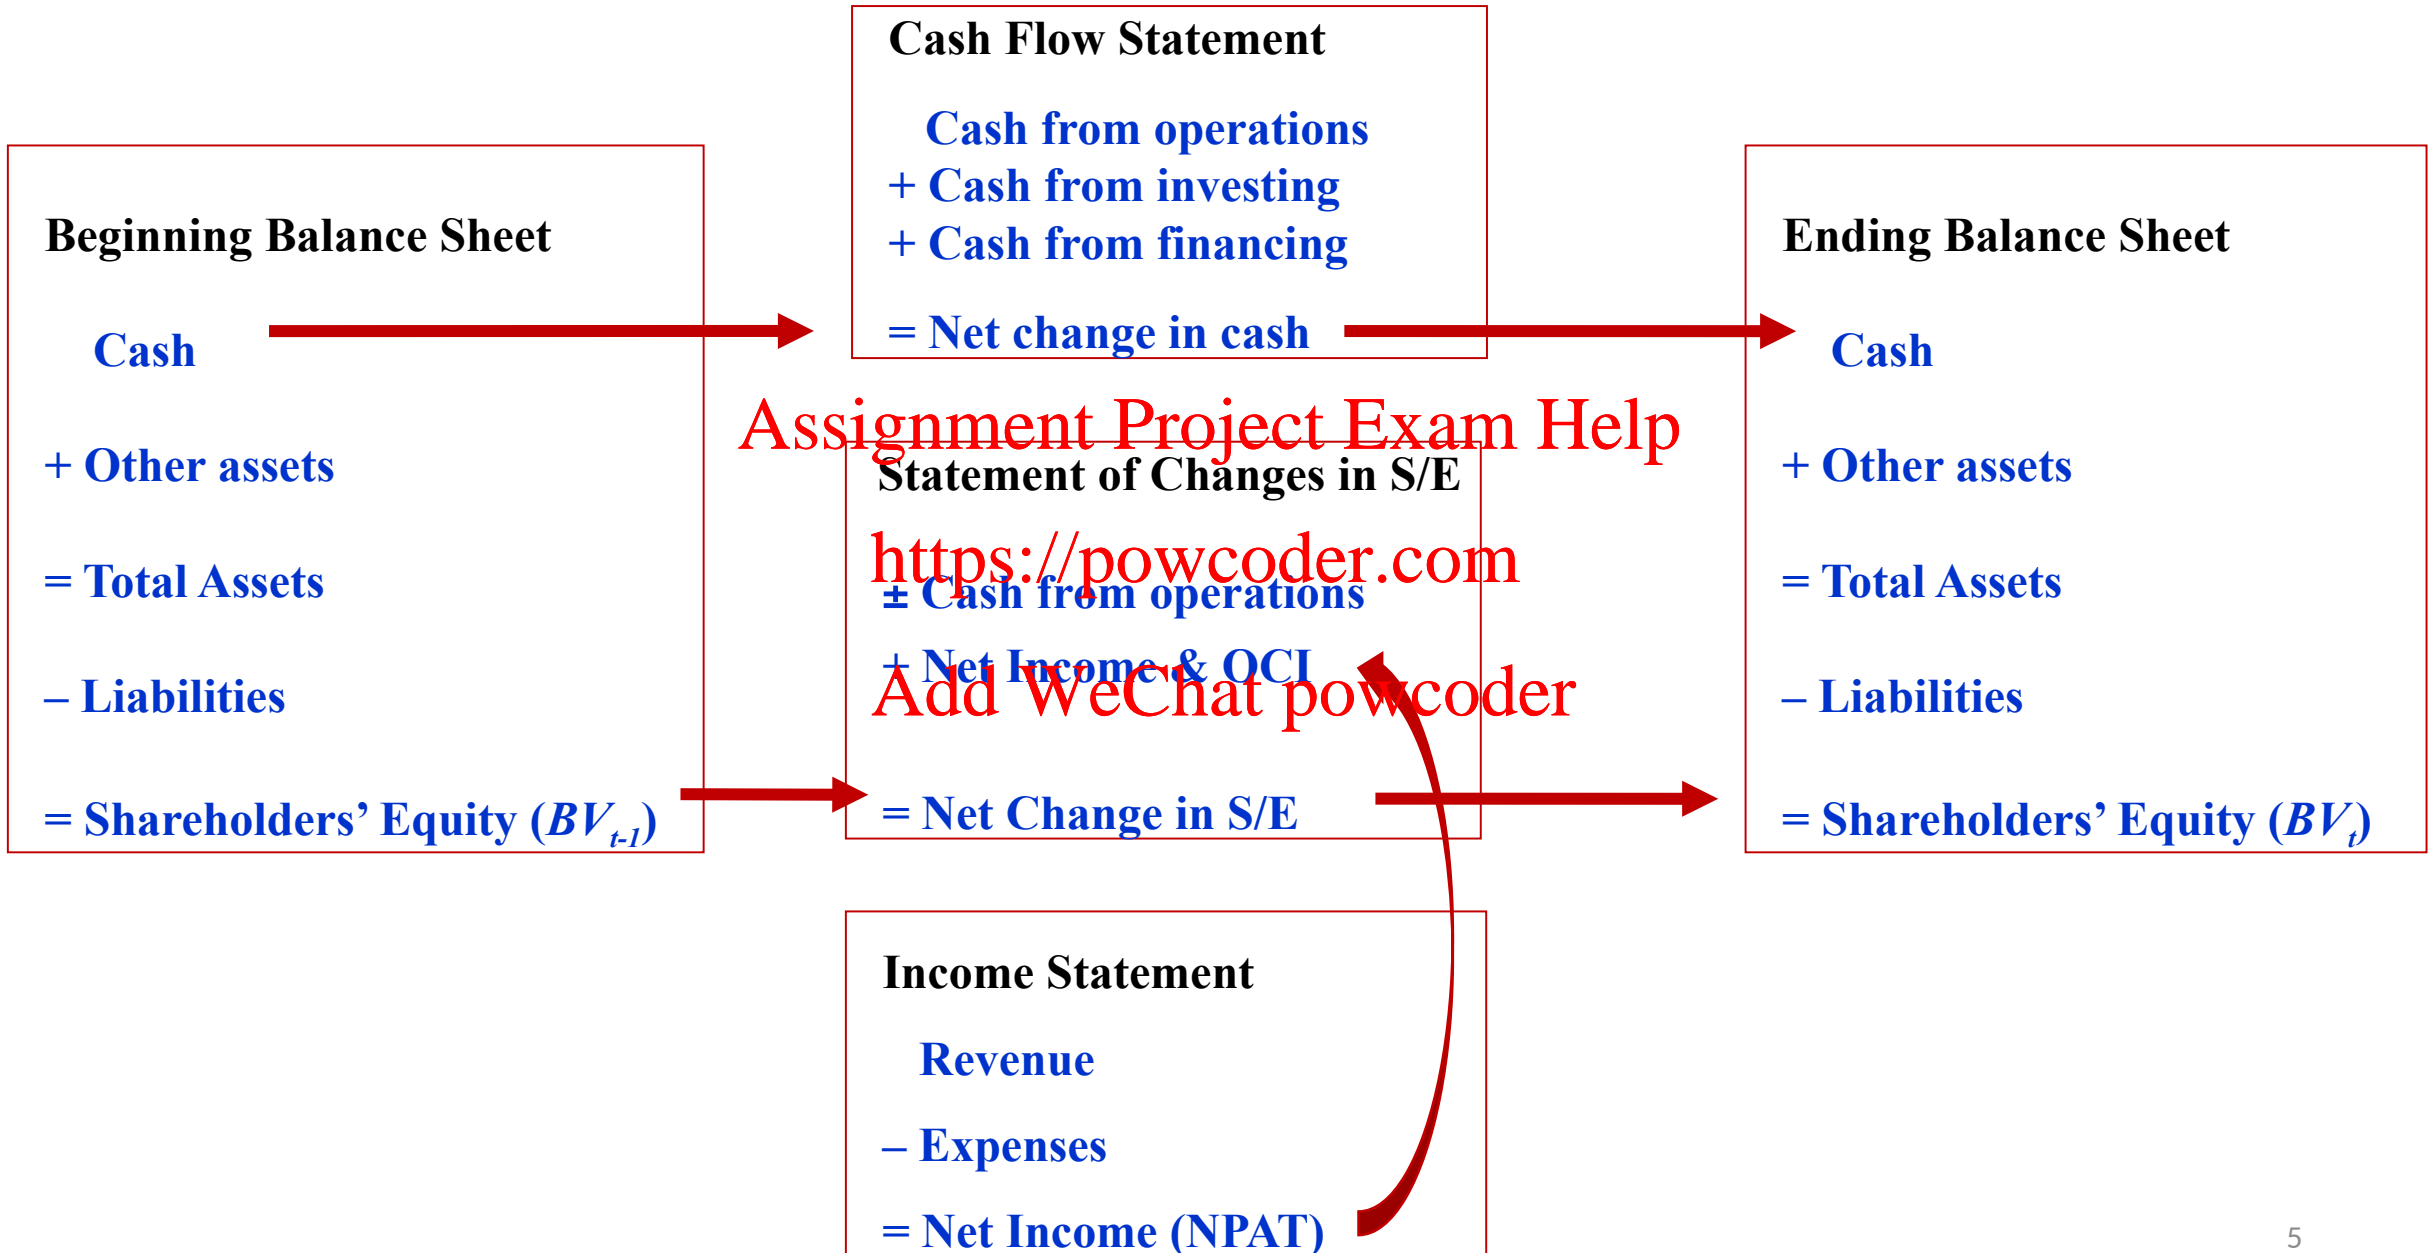 Cash Flow Statement
Cash from operations
+ Cash from investing
+ Cash from financing
= Net change in cash
Beginning Balance Sheet
Cash
+ Other assets
= Total Assets
– Liabilities
= Shareholders’ Equity (BVt-1)
Assignment Project Exam Help
Statement of Changes in S/E
https://powcoder.com
± Cash from operations
+ Net Income & OCI
Add WeChat powcoder
= Net Change in S/E
Income Statement
Revenue
– Expenses
= Net Income (NPAT)
Ending Balance Sheet
Cash
+ Other assets
= Total Assets
– Liabilities
= Shareholders’ Equity (BVt)
5